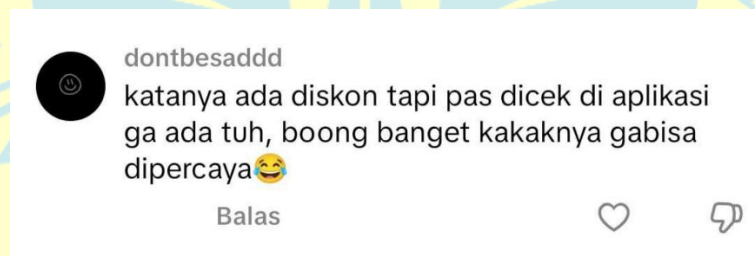 dontbesaddd
katanya ada diskon tapi pas dicek di aplikasi
ga ada tuh, boong banget kakaknya gabisa
dipercaya😂
Balas